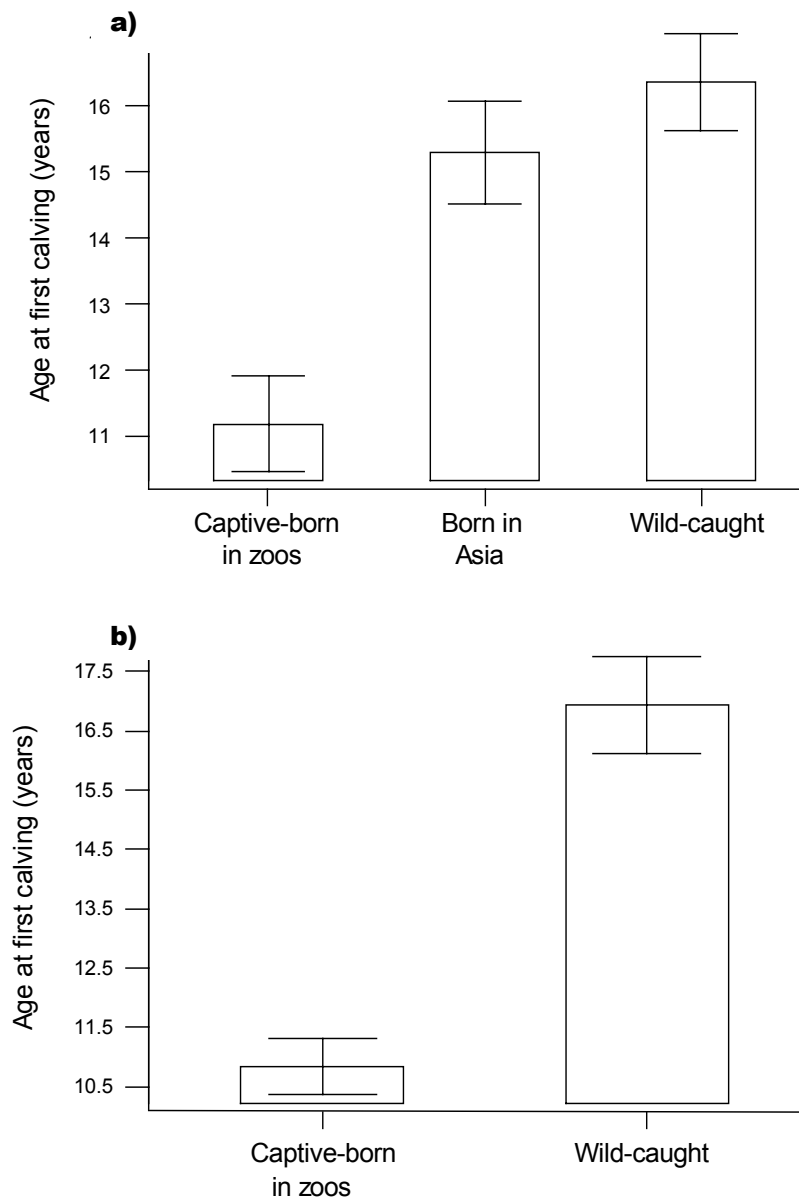 a)
Age at first calving (years)
16
15
14
13
12
11
Captive-born
in zoos
Born in
Asia
Wild-caught
b)
Age at first calving (years)
17.5
16.5
15.5
14.5
13.5
12.5
11.5
10.5
Captive-born
in zoos
Wild-caught